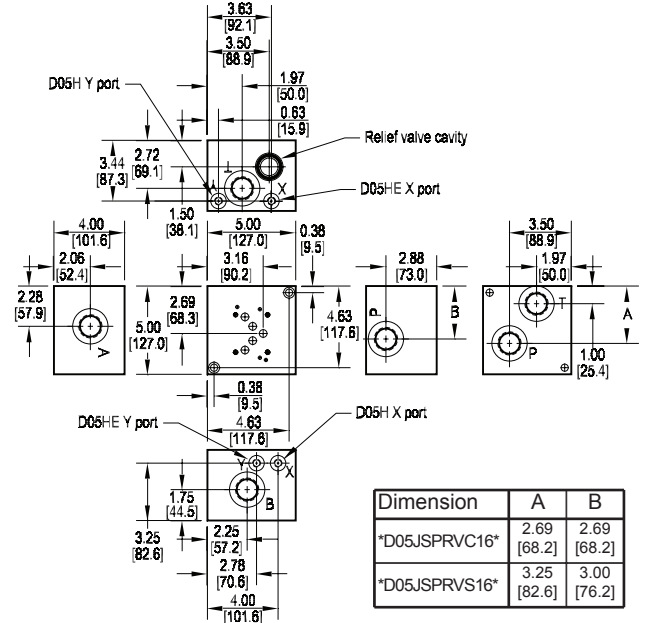 3.63
[92.1]
3.50
[88.9]
D05H Y port
1.97
[50.0]
0.63
[15.9]
Relief valve cavity
3.44
[87.3]
2.72
[69.1]
T
Y
X
D05HE X port
1.50
[38.1]
4.00
[101.6]
5.00
[127.0]
0.38
[9.5]
3.50
[88.9]
2.06
[52.4]
3.16
[90.2]
2.88
[73.0]
1.97
[50.0]
2.28
[57.9]
2.69
[68.3]
5.00
[127.0]
4.63
[117.6]
A
P
B
T
P
A
1.00
[25.4]
0.38
[9.5]
4.63
[117.6]
D05HE Y port
D05H X port
Y
X
B
1.75
[44.5]
3.25
[82.6]
2.25
[57.2]
2.78
[70.6]
4.00
[101.6]
Dimension A B
*D05JSPRVC16* 2.69 [68.2] 2.69 [68.2]
*D05JSPRVS16* 3.25 [82.6] 3.00 [76.2]